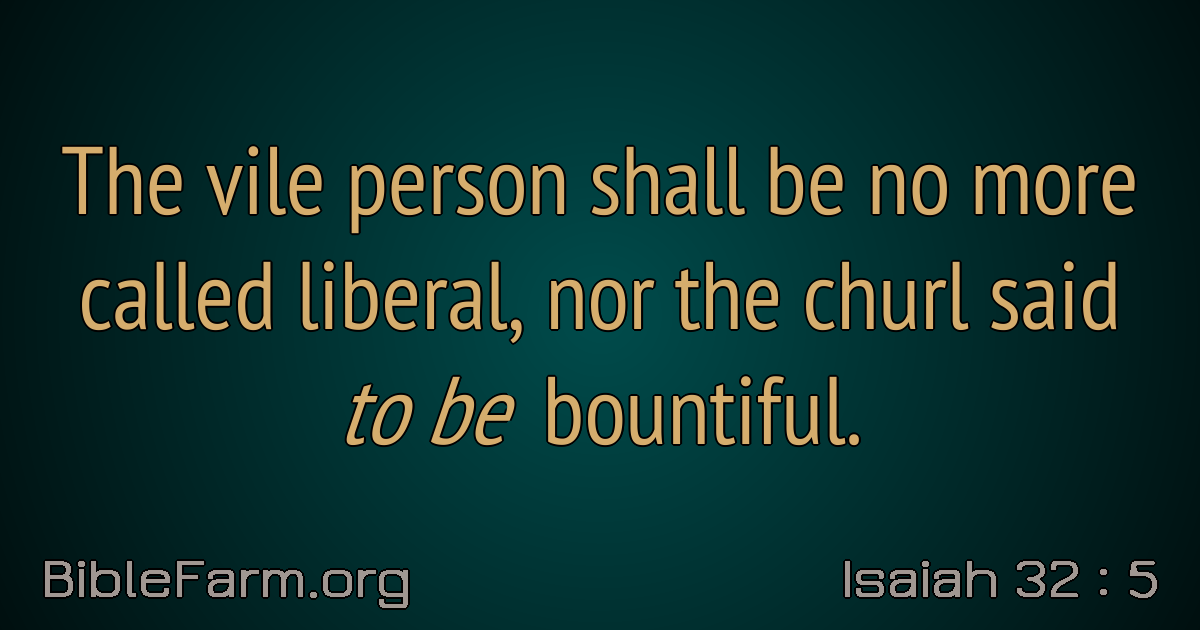 The vile person shall be no more
called liberal, nor the churl said
to be bountiful.
BibleFarm.org
Isaiah 32 : 5